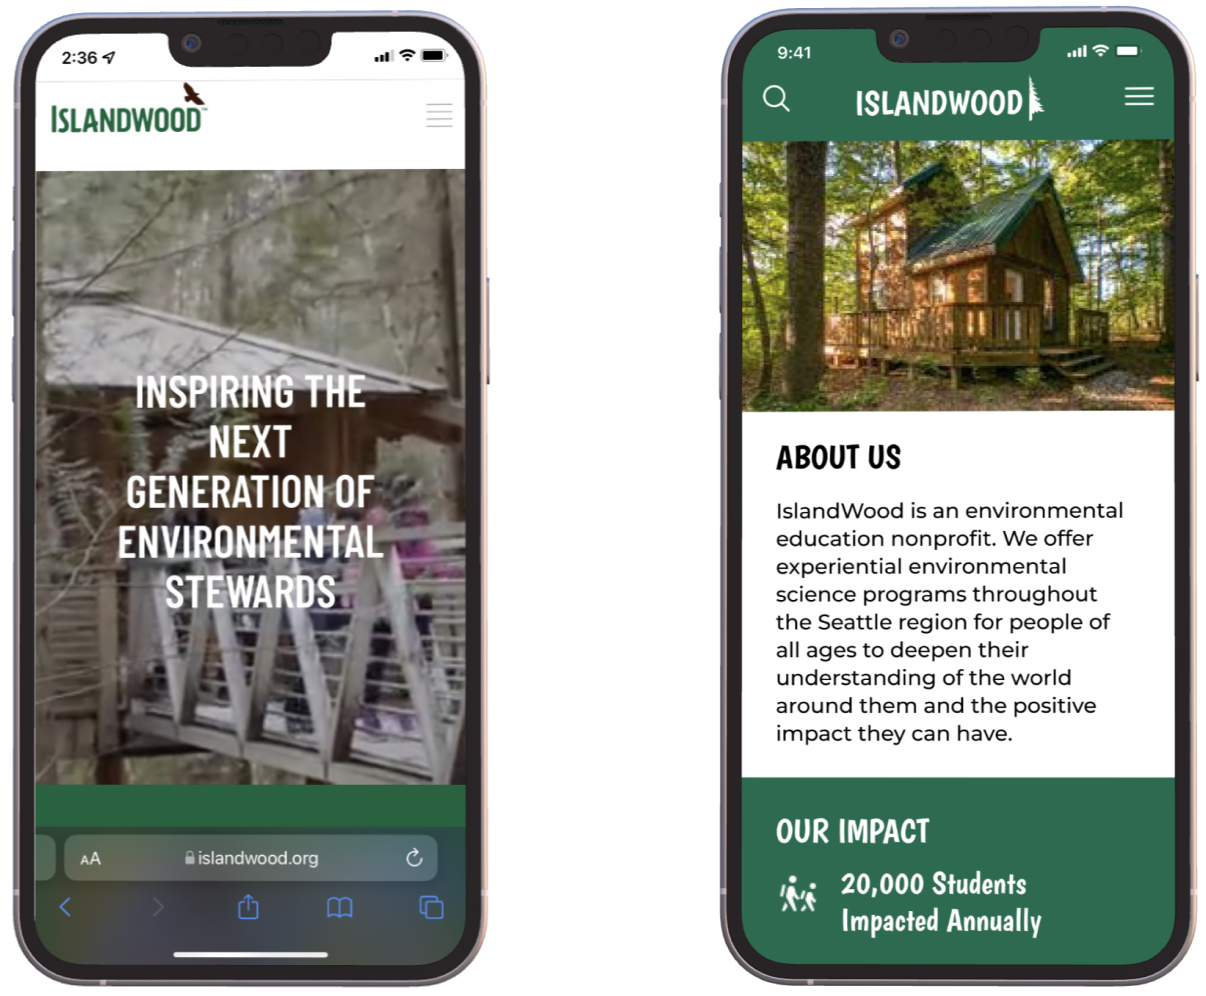 2:36
ISLANDWOOD™
INSPIRING THE
NEXT
GENERATION OF
ENVIRONMENTAL
STEWARDS
AA
islandwood.org
9:41
ISLANDWOOD
ABOUT US
IslandWood is an environmental
education nonprofit. We offer
experiential environmental
science programs throughout
the Seattle region for people of
all ages to deepen their
understanding of the world
around them and the positive
impact they can have.
OUR IMPACT
20,000 Students
Impacted Annually